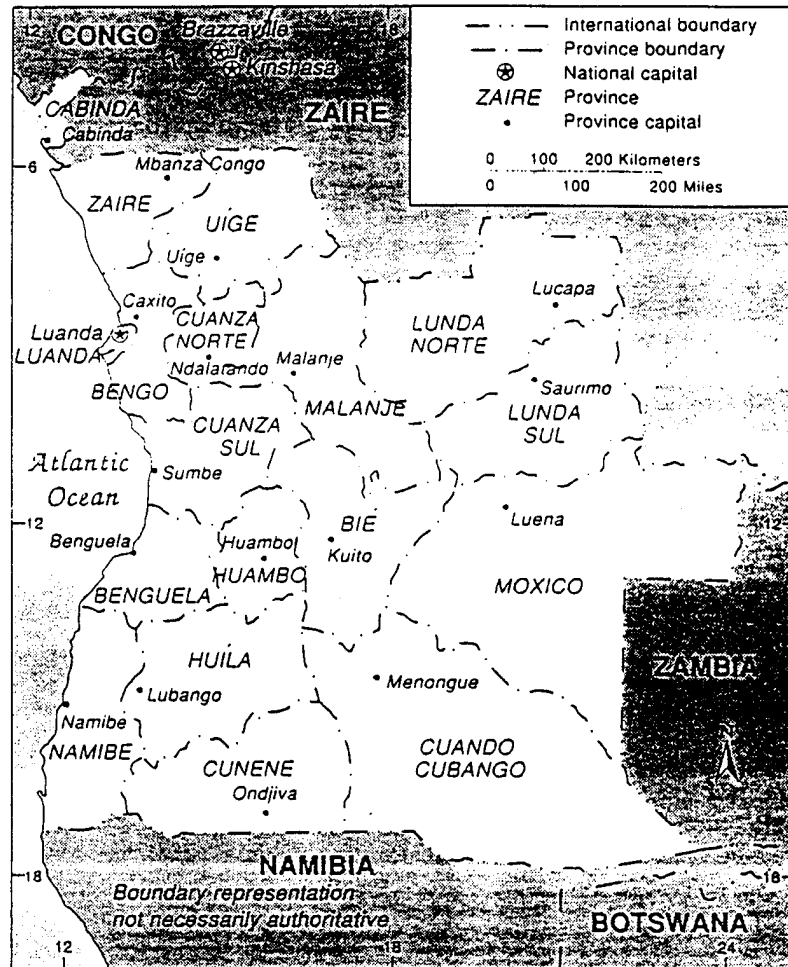 12
CONGO
Brazzaville
Kinshasa
18
International boundary
Province boundary
National capital
ZAIRE Province
Province capital
0 100 200 Kilometers
0 100 200 Miles
ZAIRE
CABINDA
Cabinda
6
Mbanza Congo
ZAIRE
UIGE
Uíge
Caxito
Luanda
LUANDA
CUANZA
NORTE
Ndalatando
Malanje
LUNDA
NORTE
Lucapa
BENGO
MALANJE
Saurimo
LUNDA
SUL
CUANZA
SUL
Atlantic
Ocean
Sumbe
12
BIE
Kuito
Luena
12
Benguela
Huambo
HUAMBO
BENGUELA
MOXICO
HUILA
Lubango
Menongue
ZAMBIA
Namibe
NAMIBE
CUNENE
Ondjiva
CUANDO
CUBANGO
NAMIBIA
18
Boundary representation
not necessarily authoritative
BOTSWANA
12
18
24